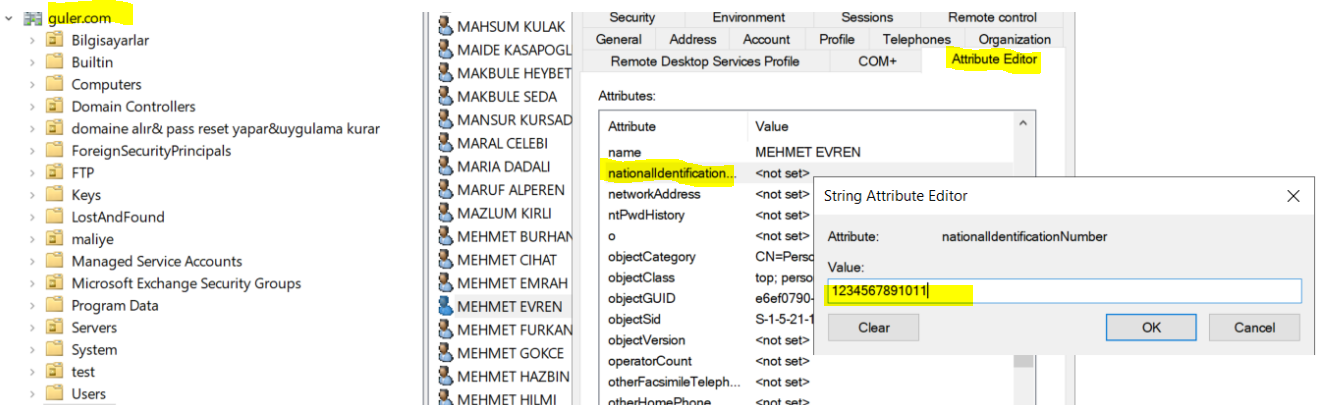 guler.com
Bilgisayarlar
Builtin
Computers
Domain Controllers
domaine alır& pass reset yapar&uygulama kurar
ForeignSecurityPrincipals
FTP
Keys
LostAndFound
maliye
Managed Service Accounts
Microsoft Exchange Security Groups
Program Data
Servers
System
test
Users
MAHSUM KULAK
MAIDE KASAPOGL
MAKBULE HEYBET
MAKBULE SEDA
MANSUR KURSAD
MARAL CELEBI
MARIA DADALI
MARUF ALPEREN
MAZLUM KIRLI
MEHMET BURHAN
MEHMET CIHAT
MEHMET EMRAH
MEHMET EVREN
MEHMET FURKAN
MEHMET GOKCE
MEHMET HAZBIN
MEHMET HILMI
Security Environment Sessions Remote control
General Address Account Profile Telephones Organization
Remote Desktop Services Profile COM+ Attribute Editor
Attributes:
Attribute Value
name MEHMET EVREN
nationalIdentification... <not set>
networkAddress <not set>
ntPwdHistory <not set>
o <not set>
objectCategory CN=Perso
objectClass top; perso
objectGUID e6ef0790-
objectSid S-1-5-21-1
objectVersion <not set>
operatorCount <not set>
otherFacsimileTeleph... <not set>
otherHomePhone <not set>
String Attribute Editor
Attribute: nationalIdentificationNumber
Value:
1234567891011
Clear OK Cancel